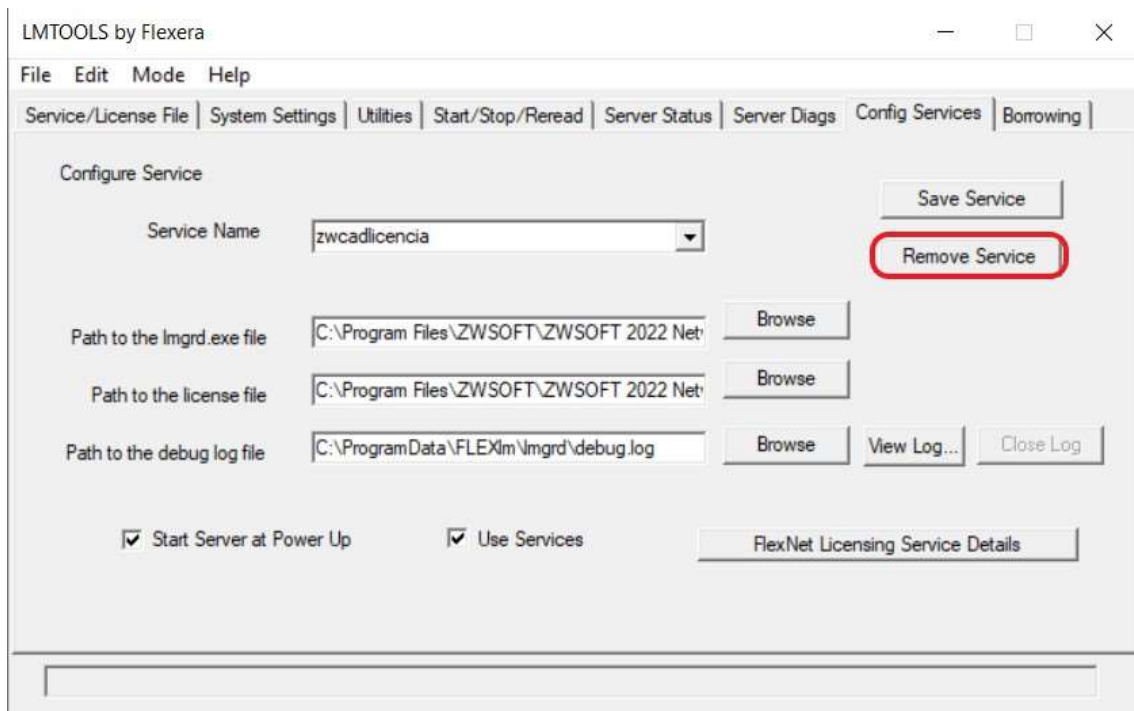 LMTOOLS by Flexera
File Edit Mode Help
Service/License File System Settings Utilities Start/Stop/Reread Server Status Server Diags Config Services Borrowing
Configure Service
Save Service
Service Name zwcadlicencia
Remove Service
Path to the lmgrd.exe file C:\Program Files\ZWSOFT\ZWSOFT 2022 Net Browse
Path to the license file C:\Program Files\ZWSOFT\ZWSOFT 2022 Net Browse
Path to the debug log file C:\ProgramData\FLEXlm\lmgrd\debug.log Browse View Log... Close Log
Start Server at Power Up Use Services FlexNet Licensing Service Details